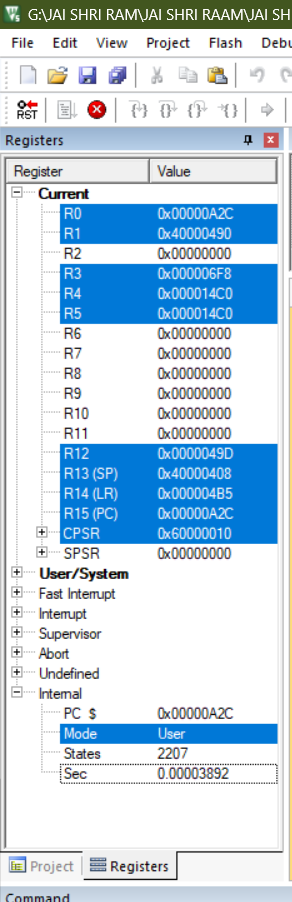 G:\JAI SHRI RAM\JAI SHRI RAAM\JAI SH
File Edit View Project Flash Debu
RST
Registers
Register Value
Current
R0 0x00000A2C
R1 0x40000490
R2 0x00000000
R3 0x000006F8
R4 0x000014C0
R5 0x000014C0
R6 0x00000000
R7 0x00000000
R8 0x00000000
R9 0x00000000
R10 0x00000000
R11 0x00000000
R12 0x0000049D
R13 (SP) 0x40000408
R14 (LR) 0x000004B5
R15 (PC) 0x00000A2C
CPSR 0x60000010
SPSR 0x00000000
User/System
Fast Interrupt
Interrupt
Supervisor
Abort
Undefined
Internal
PC $ 0x00000A2C
Mode User
States 2207
Sec 0.00003892
Project Registers
Command